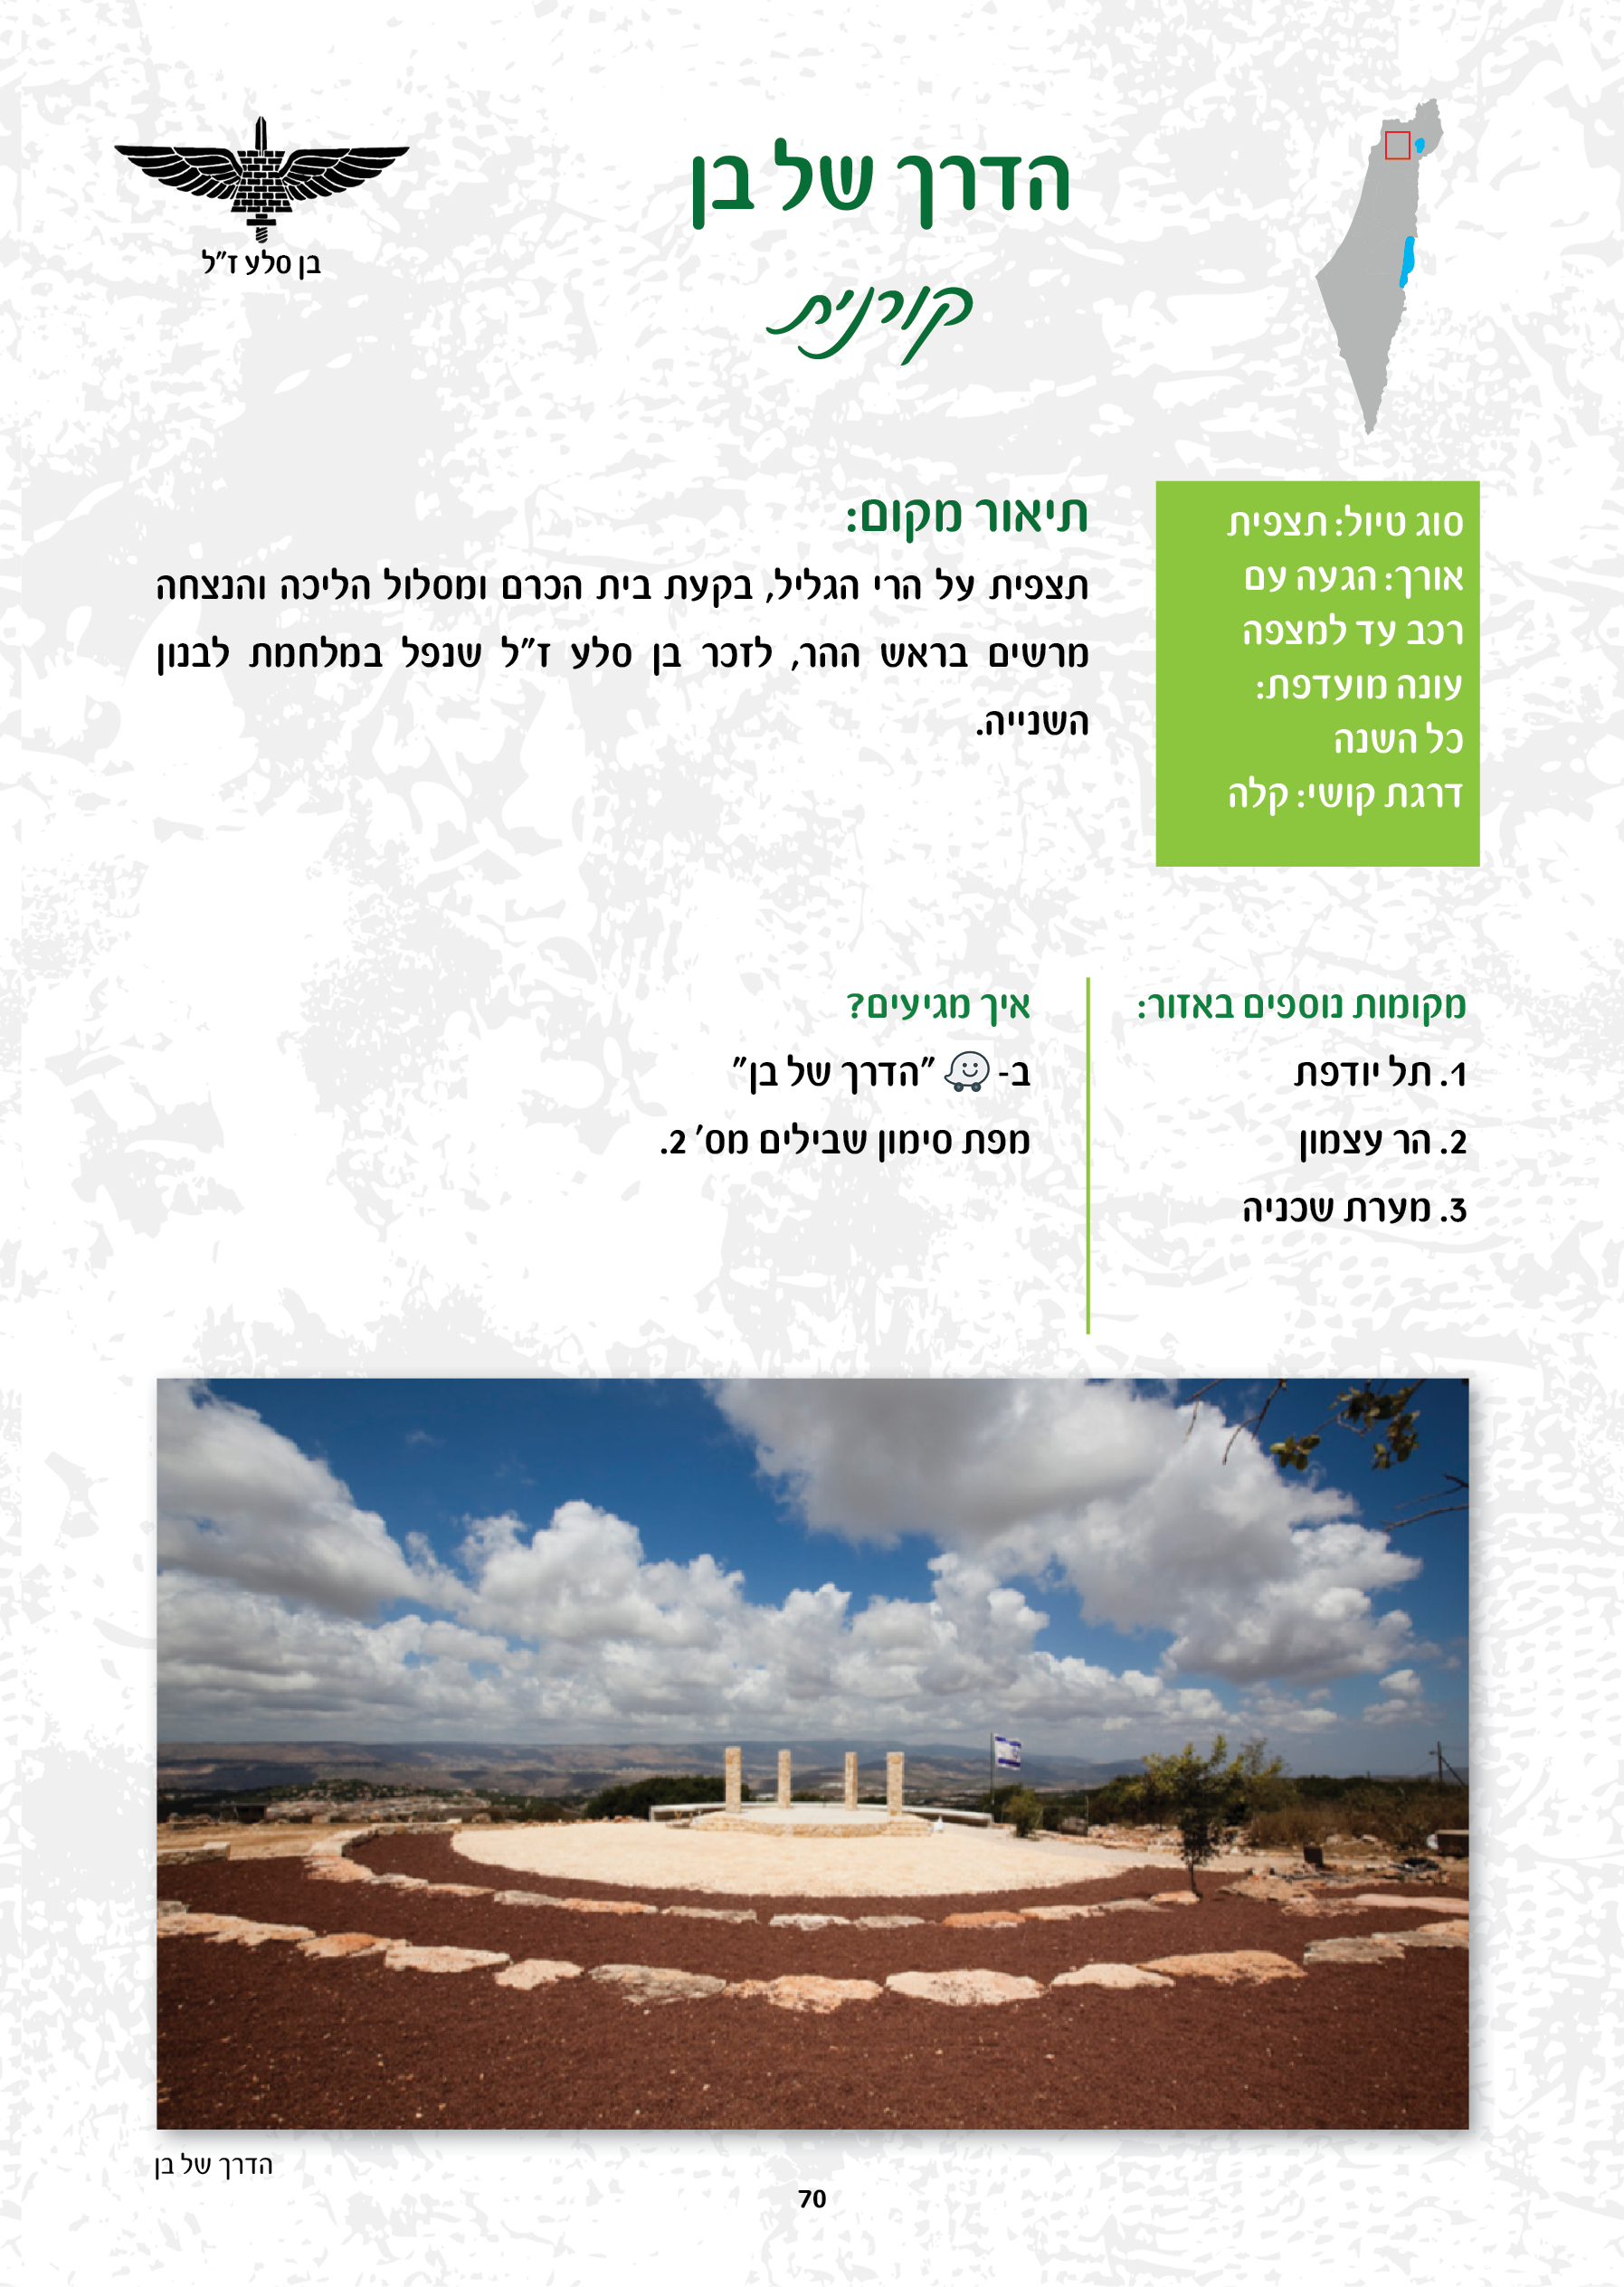 הדרך של בן
קורנית
בן סלע ז"ל
סוג טיול: תצפית
אורך: הגעה עם
רכב עד למצפה
עונה מועדפת:
כל השנה
דרגת קושי: קלה
תיאור מקום:
תצפית על הרי הגליל, בקעת בית הכרם ומסלול הליכה והנצחה
מרשים בראש ההר, לזכר בן סלע ז"ל שנפל במלחמת לבנון
השנייה.
מקומות נוספים באזור:
1. תל יודפת
2. הר עצמון
3. מערת שכניה
איך מגיעים?
ב- "הדרך של בן"
מפת סימון שבילים מס' 2.
הדרך של בן
70